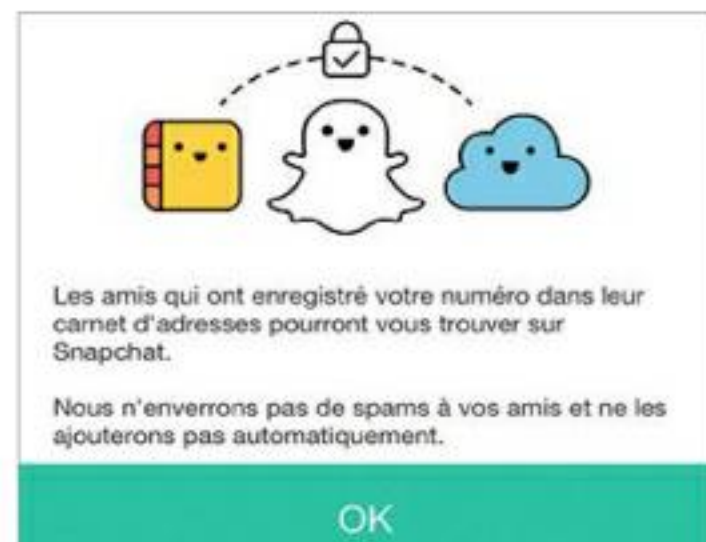 Les amis qui ont enregistré votre numéro dans leur
carnet d'adresses pourront vous trouver sur
Snapchat.
Nous n'enverrons pas de spams à vos amis et ne les
ajouterons pas automatiquement.
OK